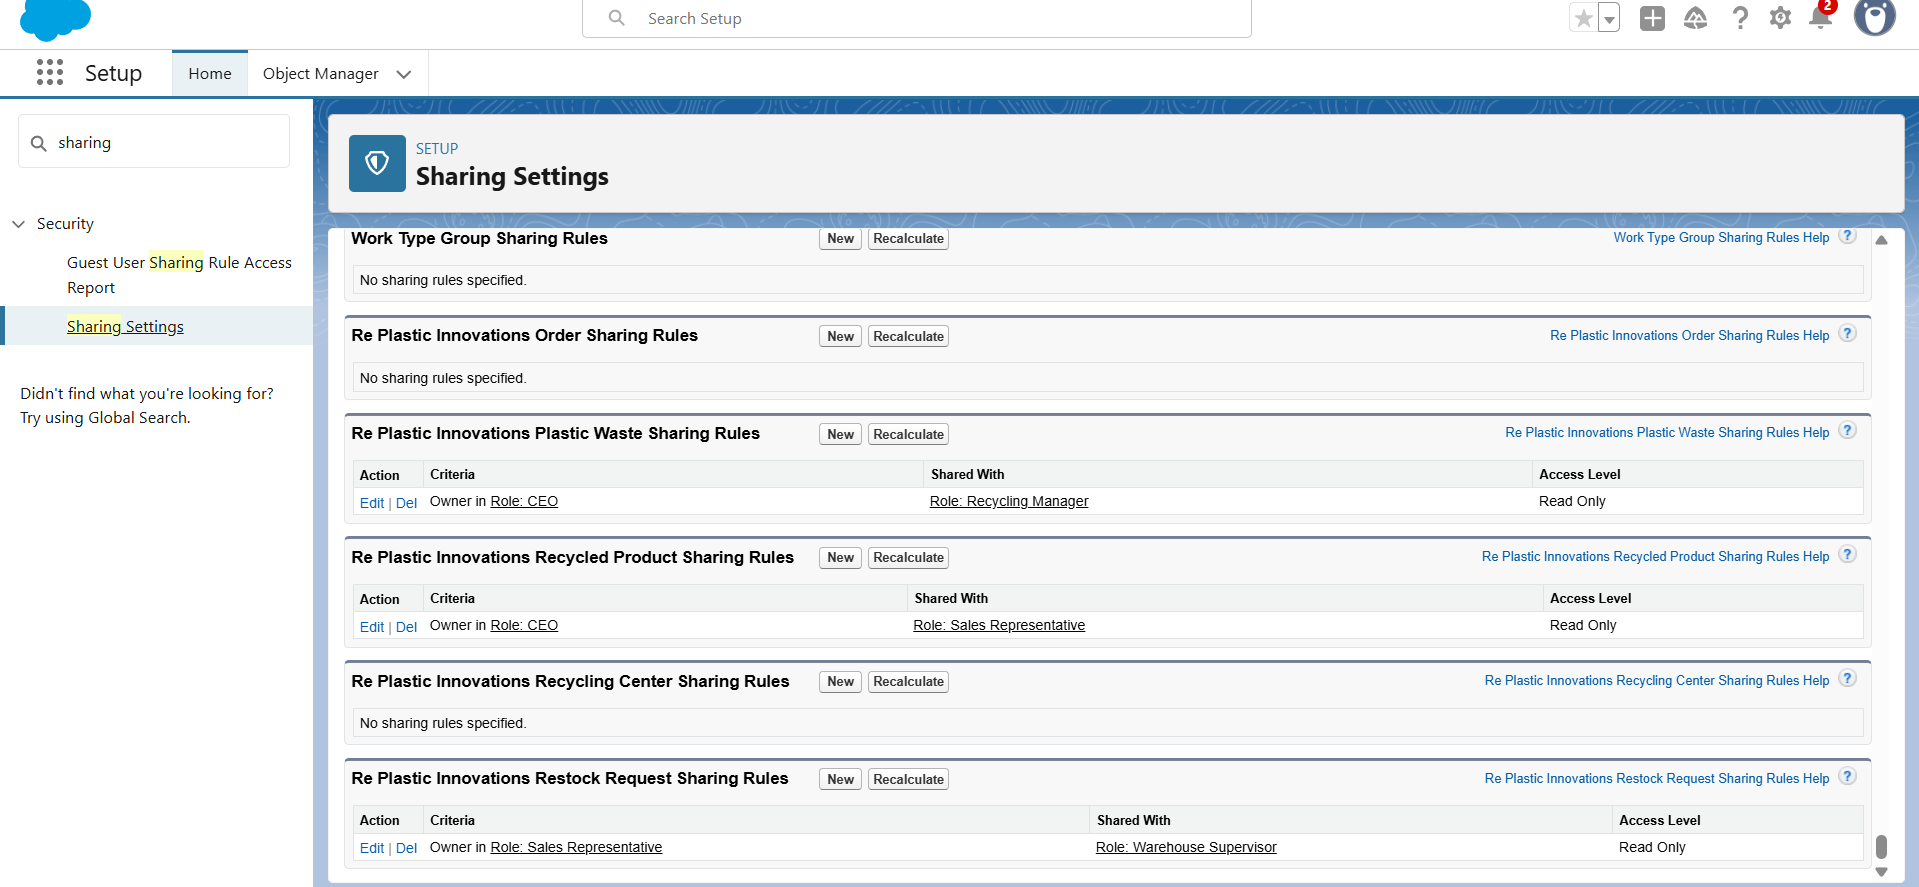 Search Setup
2
Setup
Home
Object Manager
sharing
Security
Guest User Sharing Rule Access
Report
Sharing Settings
Didn't find what you're looking for?
Try using Global Search.
SETUP
Sharing Settings
Work Type Group Sharing Rules New Recalculate Work Type Group Sharing Rules Help ?
No sharing rules specified.
Re Plastic Innovations Order Sharing Rules New Recalculate Re Plastic Innovations Order Sharing Rules Help ?
No sharing rules specified.
Re Plastic Innovations Plastic Waste Sharing Rules New Recalculate Re Plastic Innovations Plastic Waste Sharing Rules Help ?
Action Criteria Shared With Access Level
Edit | Del Owner in Role: CEO Role: Recycling Manager Read Only
Re Plastic Innovations Recycled Product Sharing Rules New Recalculate Re Plastic Innovations Recycled Product Sharing Rules Help ?
Action Criteria Shared With Access Level
Edit | Del Owner in Role: CEO Role: Sales Representative Read Only
Re Plastic Innovations Recycling Center Sharing Rules New Recalculate Re Plastic Innovations Recycling Center Sharing Rules Help ?
No sharing rules specified.
Re Plastic Innovations Restock Request Sharing Rules New Recalculate Re Plastic Innovations Restock Request Sharing Rules Help ?
Action Criteria Shared With Access Level
Edit | Del Owner in Role: Sales Representative Role: Warehouse Supervisor Read Only